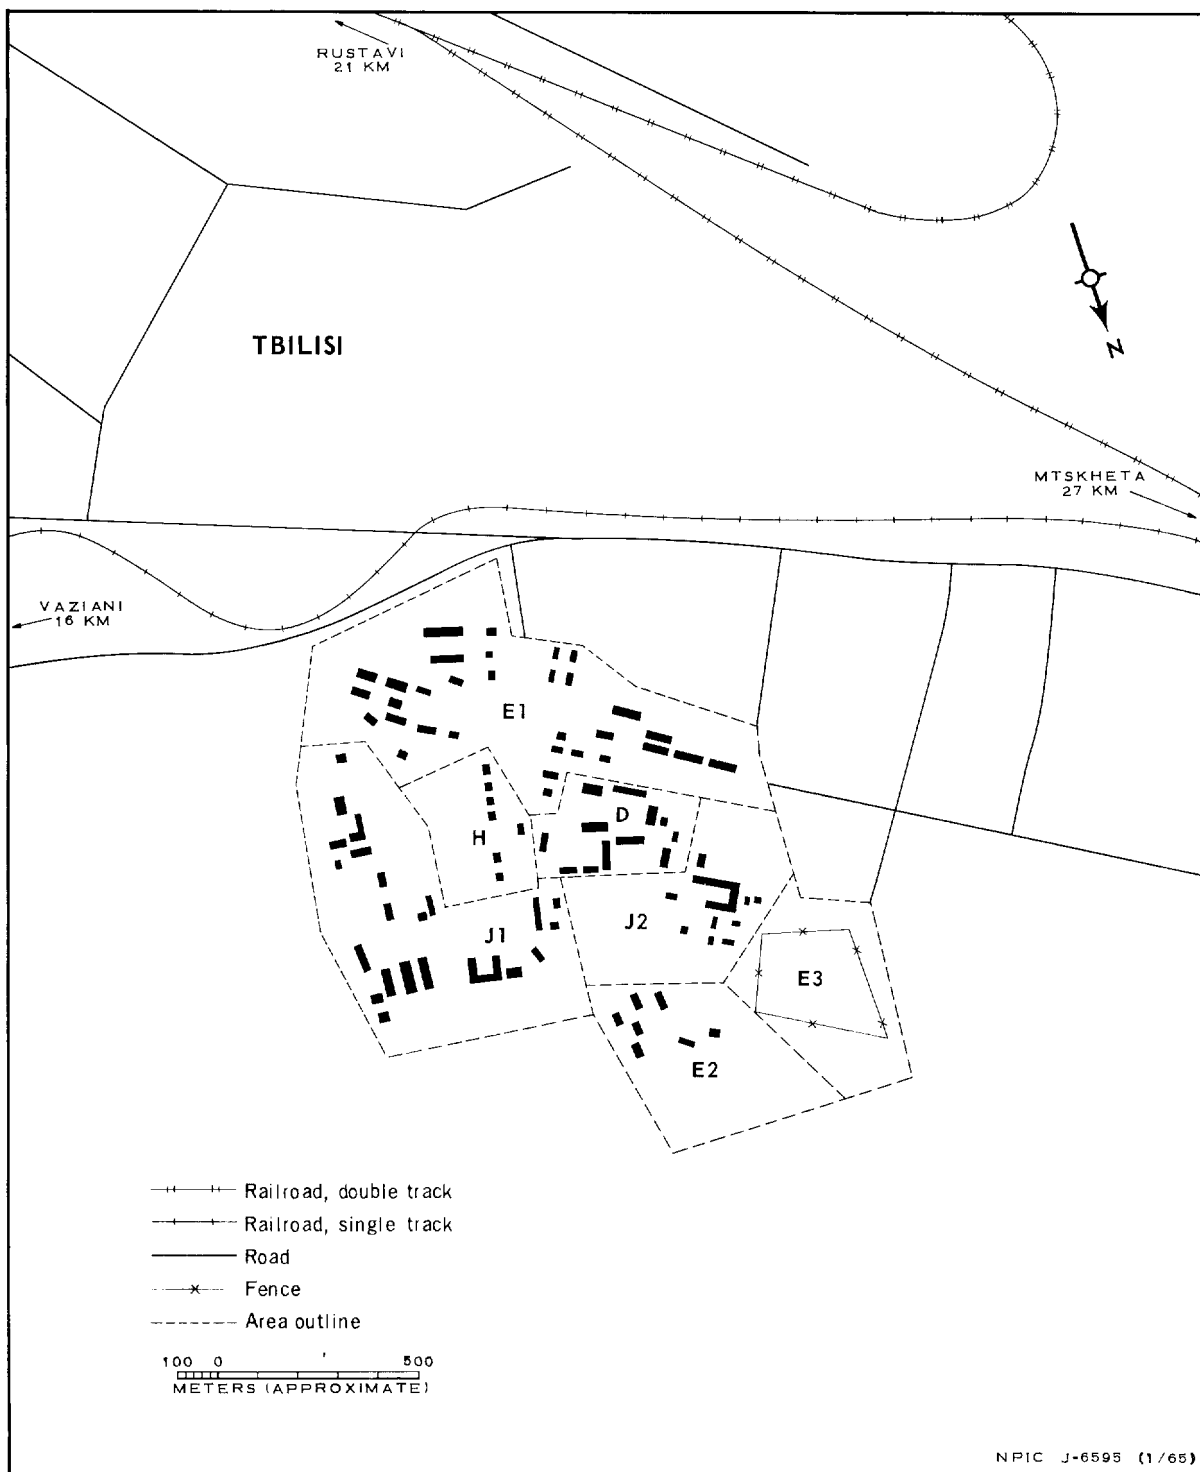 RUSTAVI
21 KM
N
TBILISI
MTSKHETA
27 KM
VAZIANI
16 KM
E1
D
H
J1
J2
E3
E2
Railroad, double track
Railroad, single track
Road
Fence
Area outline
100 0 500
METERS (APPROXIMATE)
NPIC J-6595 (1/65)